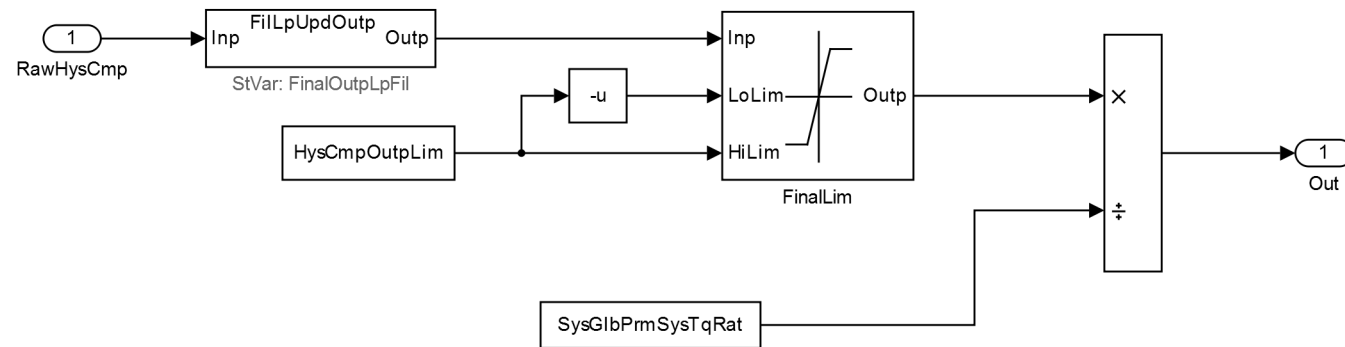 FilLpUpdOutp
1
Inp
Outp
RawHysCmp
StVar: FinalOutpLpFil
Inp
-u
LoLim
Outp
×
HysCmpOutpLim
HiLim
1
FinalLim
Out
÷
SysGlbPrmSysTqRat